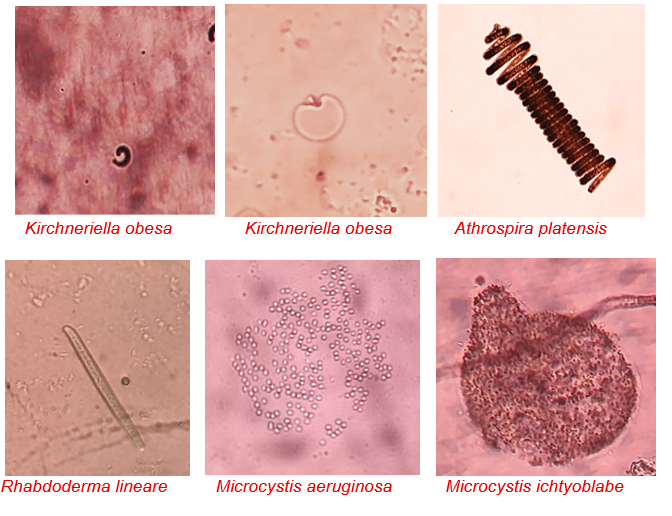 Kirchneriella obesa
Kirchneriella obesa
Athrospira platensis
Rhabdoderma lineare
Microcystis aeruginosa
Microcystis ichtyoblabe